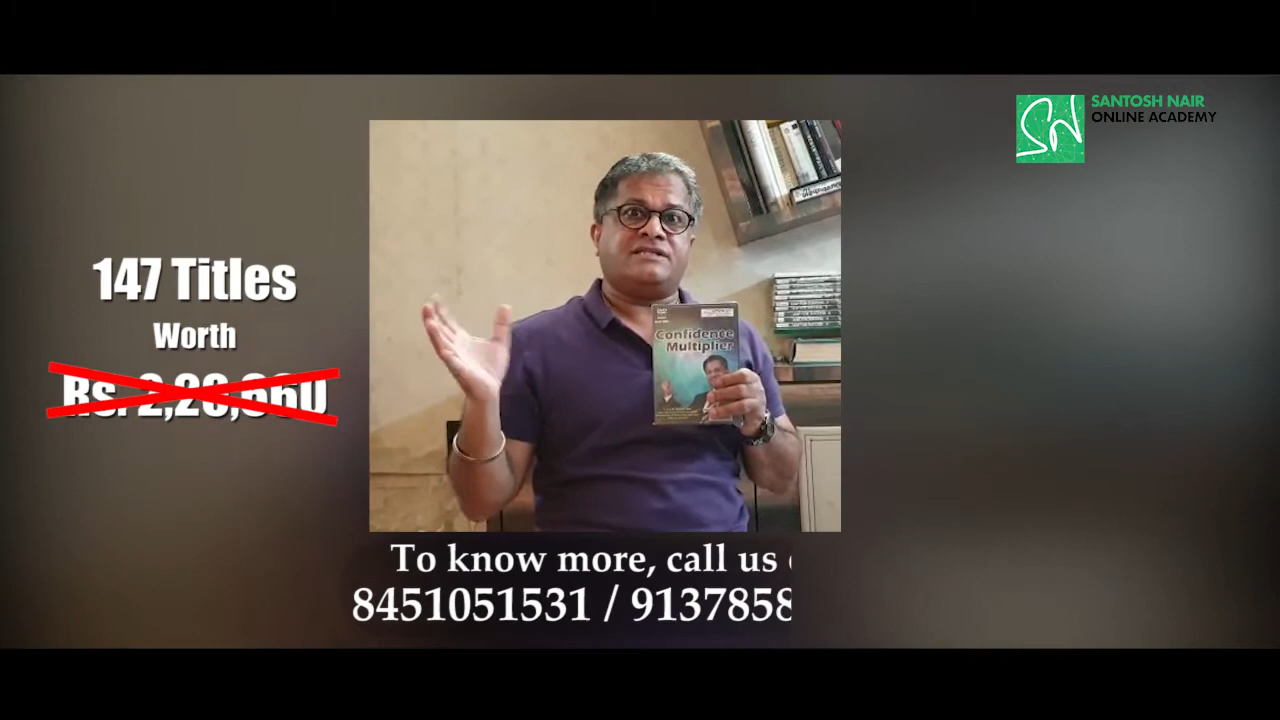 SANTOSH NAIR
ONLINE ACADEMY
147 Titles
Worth
Confidence
Multiplier
To know more, call us
8451051531 / 9137858